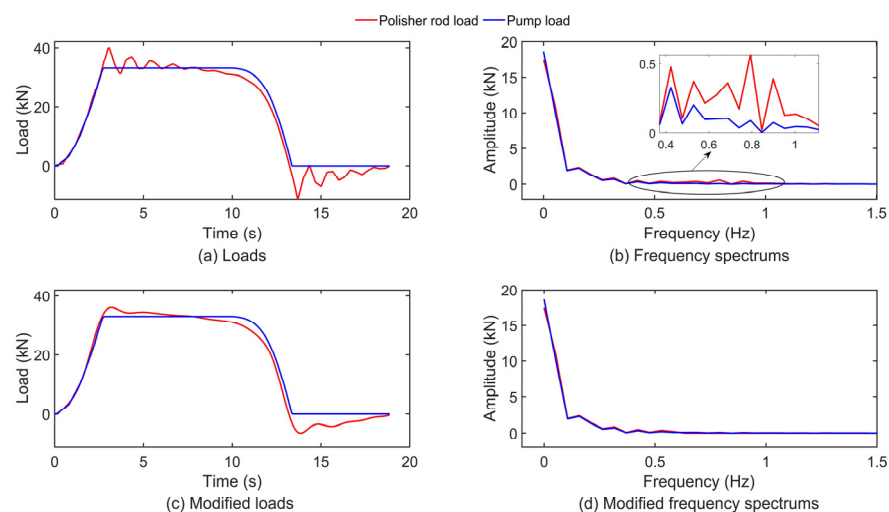 Polisher rod load Pump load
40
20
0
Load (kN)
0 5 10 15 20
Time (s)
(a) Loads
20
15
10
5
0
Amplitude (kN)
0.5
0
0.4 0.6 0.8 1
0 0.5 1 1.5
Frequency (Hz)
(b) Frequency spectrums
40
20
0
Load (kN)
0 5 10 15 20
Time (s)
(c) Modified loads
20
15
10
5
0
Amplitude (kN)
0 0.5 1 1.5
Frequency (Hz)
(d) Modified frequency spectrums